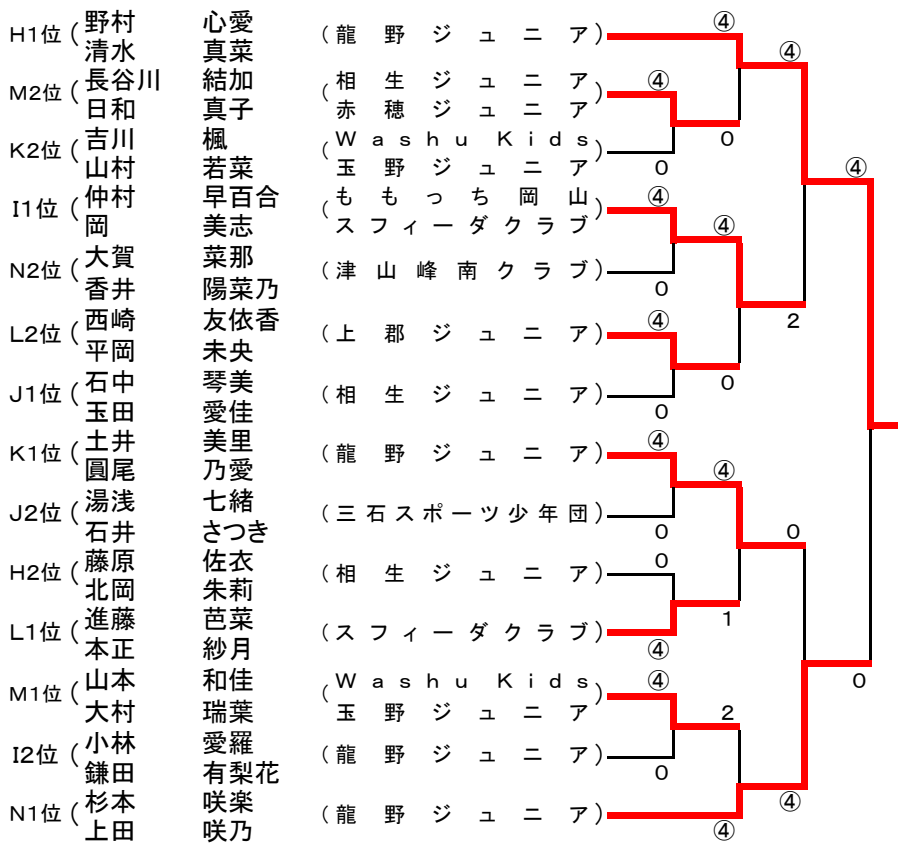 野村 心愛 ④
H1位 ( ( 龍 野 ジ ュ ニ ア )
清水 真菜 ④
長谷川 結加 相 生 ジ ュ ニ ア ④
M2位 ( (
日和 真子 赤 穂 ジ ュ ニ ア
吉川 楓 W a s h u K i d s 0
K2位 ( (
山村 若菜 玉 野 ジ ュ ニ ア 0 ④
仲村 早百合 も も っ ち 岡 山 ④
I1位 ( (
岡 美志 ス フ ィ ー ダ ク ラ ブ ④
大賀 菜那
N2位 ( ( 津 山 峰 南 ク ラ ブ )
香井 陽菜乃 0
西崎 友依香 ④ 2
L2位 ( ( 上 郡 ジ ュ ニ ア )
平岡 未央
石中 琴美 0
J1位 ( ( 相 生 ジ ュ ニ ア )
玉田 愛佳 0
土井 美里 ④
K1位 ( ( 龍 野 ジ ュ ニ ア )
圓尾 乃愛 ④
湯浅 七緒
J2位 ( ( 三 石 ス ポ ー ツ 少 年 団 )
石井 さつき 0 0
藤原 佐衣 0
H2位 ( ( 相 生 ジ ュ ニ ア )
北岡 朱莉
進藤 芭菜 1
L1位 ( ( ス フ ィ ー ダ ク ラ ブ )
本正 紗月 ④
山本 和佳 W a s h u K i d s ④ 0
M1位 ( (
大村 瑞葉 玉 野 ジ ュ ニ ア 2
小林 愛羅
I2位 ( ( 龍 野 ジ ュ ニ ア )
鎌田 有梨花 0
杉本 咲楽 ④
N1位 ( ( 龍 野 ジ ュ ニ ア )
上田 咲乃 ④